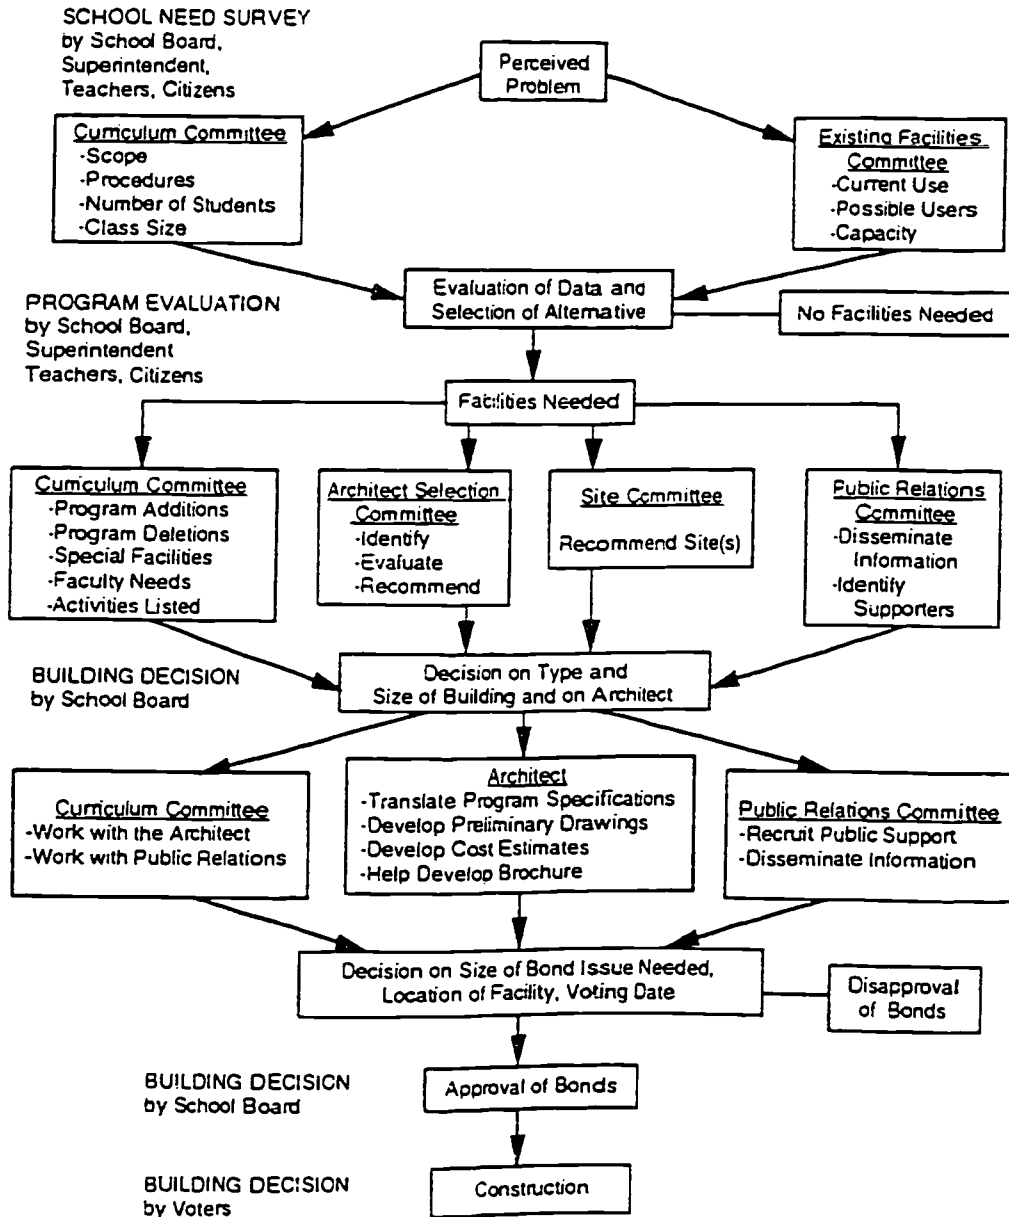 SCHOOL NEED SURVEY
by School Board,
Superintendent,
Teachers, Citizens
Perceived
Problem
Curriculum Committee
-Scope
-Procedures
-Number of Students
-Class Size
Existing Facilities
Committee
-Current Use
-Possible Users
-Capacity
Evaluation of Data and
Selection of Alternative
No Facilities Needed
PROGRAM EVALUATION
by School Board,
Superintendent
Teachers, Citizens
Facilities Needed
Curriculum Committee
-Program Additions
-Program Deletions
-Special Facilities
-Faculty Needs
-Activities Listed
Architect Selection
Committee
-Identify
-Evaluate
-Recommend
Site Committee
Recommend Site(s)
Public Relations
Committee
-Disseminate
Information
-Identify
Supporters
BUILDING DECISION
by School Board
Decision on Type and
Size of Building and on Architect
Curriculum Committee
-Work with the Architect
-Work with Public Relations
Architect
-Translate Program Specifications
-Develop Preliminary Drawings
-Develop Cost Estimates
-Help Develop Brochure
Public Relations Committee
-Recruit Public Support
-Disseminate Information
Decision on Size of Bond Issue Needed,
Location of Facility, Voting Date
Disapproval
of Bonds
BUILDING DECISION
by School Board
Approval of Bonds
BUILDING DECISION
by Voters
Construction